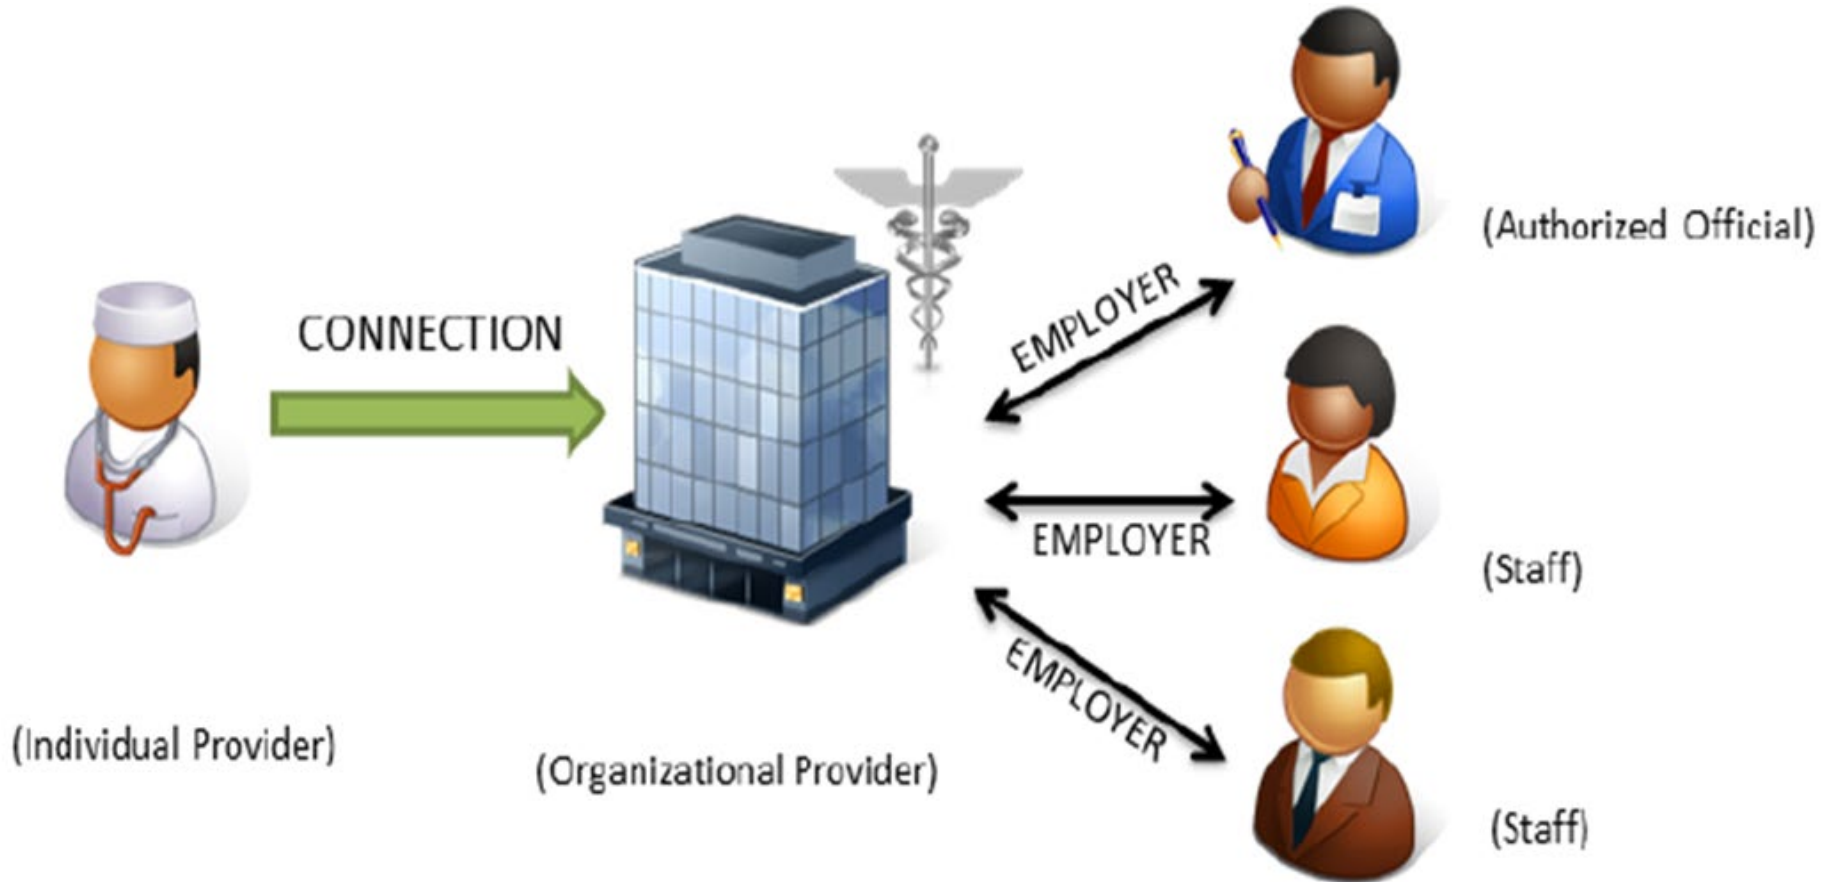 (Authorized Official)
EMPLOYER
CONNECTION
EMPLOYER
(Staff)
EMPLOYER
(Individual Provider)
(Organizational Provider)
(Staff)